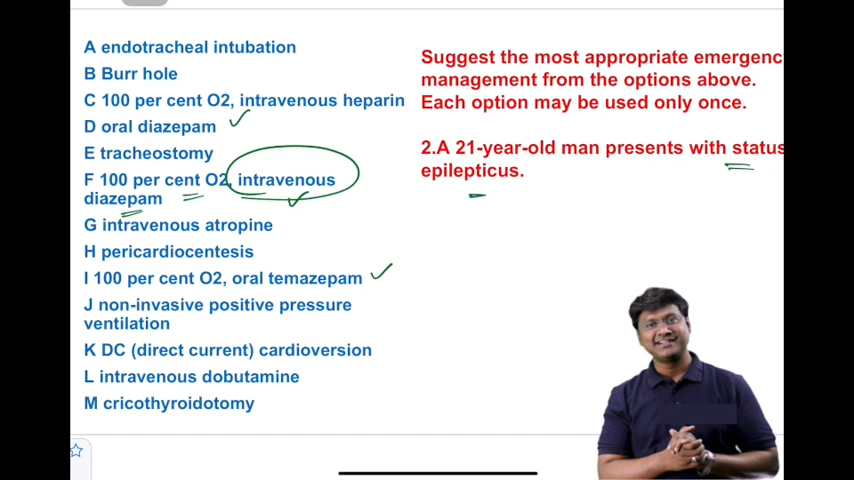 A endotracheal intubation
B Burr hole
C 100 per cent O2, intravenous heparin
D oral diazepam
E tracheostomy
F 100 per cent O2, intravenous
diazepam
G intravenous atropine
H pericardiocentesis
I 100 per cent O2, oral temazepam
J non-invasive positive pressure
ventilation
K DC (direct current) cardioversion
L intravenous dobutamine
M cricothyroidotomy
Suggest the most appropriate emergenc
management from the options above.
Each option may be used only once.
2.A 21-year-old man presents with status
epilepticus.